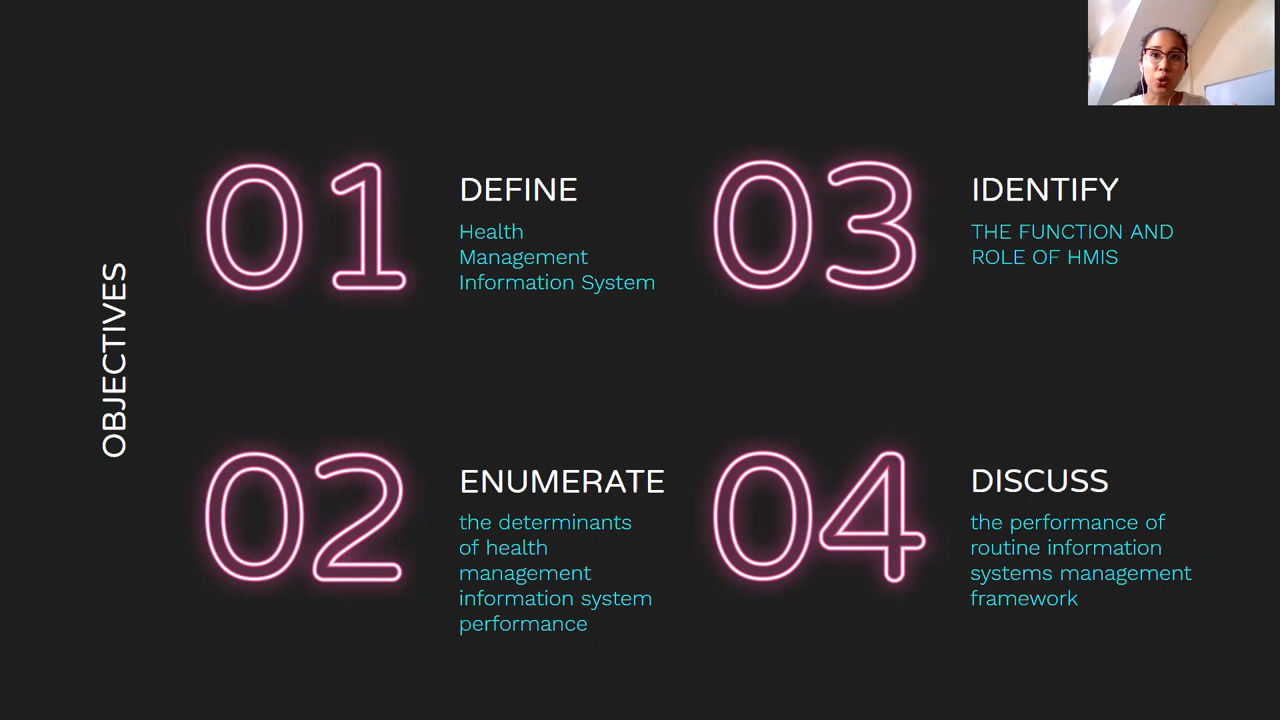 OBJECTIVES
01
DEFINE
Health
Management
Information System
02
ENUMERATE
the determinants
of health
management
information system
performance
03
IDENTIFY
THE FUNCTION AND
ROLE OF HMIS
04
DISCUSS
the performance of
routine information
systems management
framework